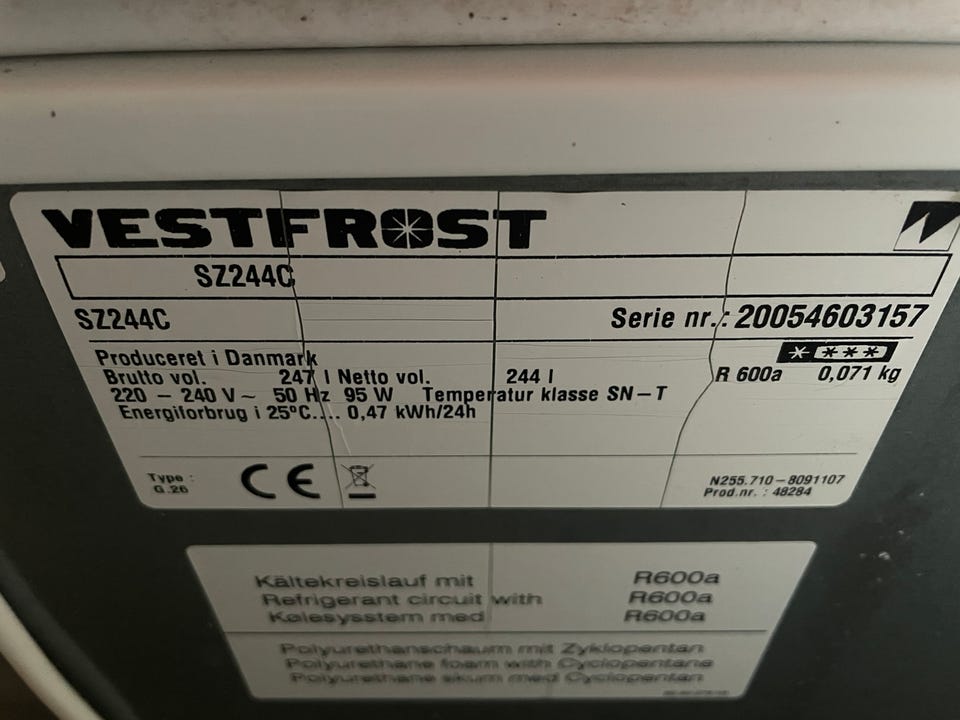 VESTFROST
SZ244C
SZ244C Serie nr.: 20054603157
Produceret i Danmark
Brutto vol. 247 l Netto vol. 244 l R 600a 0,071 kg
220 – 240 V ~ 50 Hz 95 W Temperatur klasse SN – T
Energiforbrug i 25°C.... 0,47 kWh/24h
Type : CE N255.710 – 8091107
G.26 Prod.nr. : 48284
Kältekreislauf mit R600a
Refrigerant circuit with R600a
Kølesysstem med R600a
Polyurethanschaum mit Zyklopentan
Polyurethane foam with Cyclopentane
Polyurethane skum med Cyclopentan